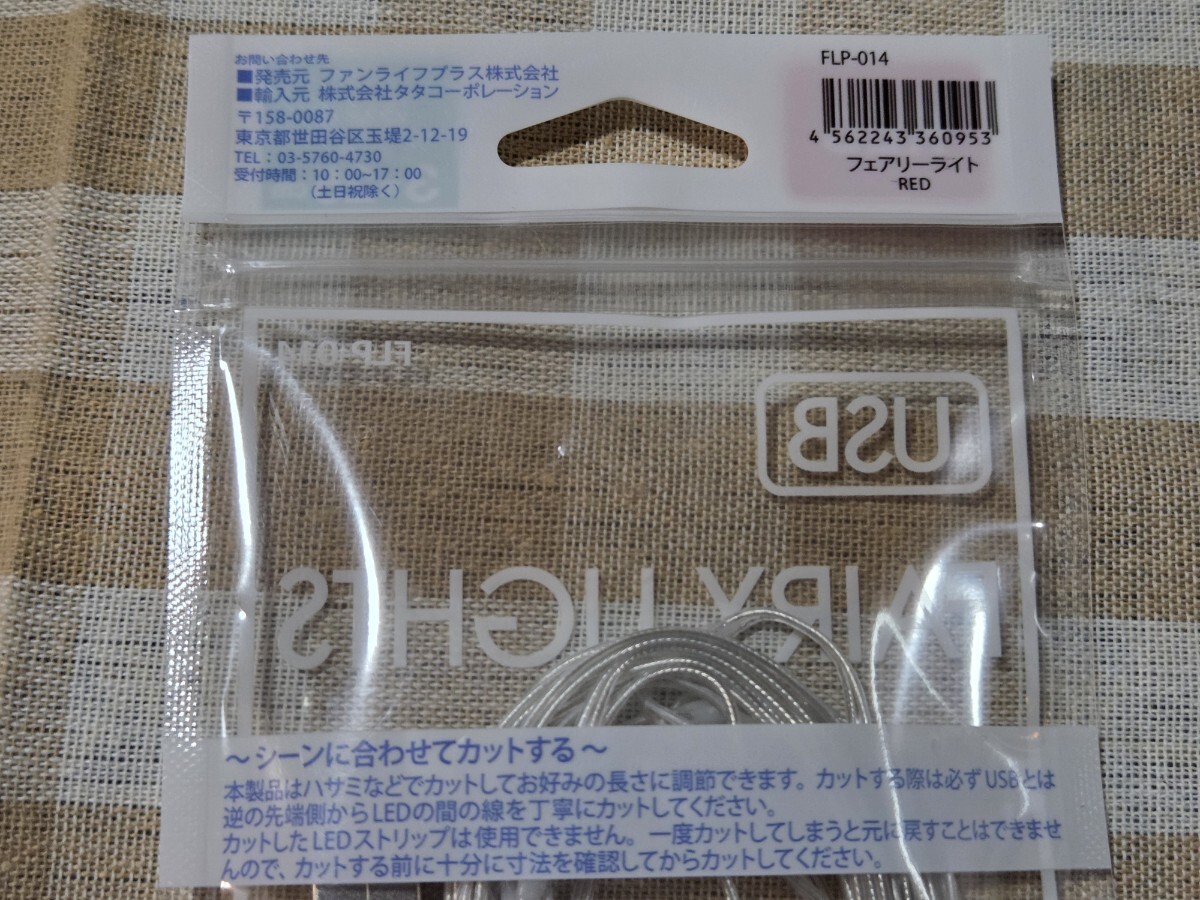 お問い合わせ先
■発売元 ファンライフプラス株式会社
■輸入元 株式会社タタコーポレーション
〒158-0087
東京都世田谷区玉堤2-12-19
TEL：03-5760-4730
受付時間：10：00~17：00
（土日祝除く）
FLP-014
4 562243 360953
フェアリーライト
RED
FLP-014
USB
FAIRY LIGHTS
～シーンに合わせてカットする～
本製品はハサミなどでカットしてお好みの長さに調節できます。カットする際は必ずUSBとは
逆の先端側からLEDの間の線を丁寧にカットしてください。
カットしたLEDストリップは使用できません。一度カットしてしまうと元に戻すことはできませ
んので、カットする前に十分に寸法を確認してからカットしてください。